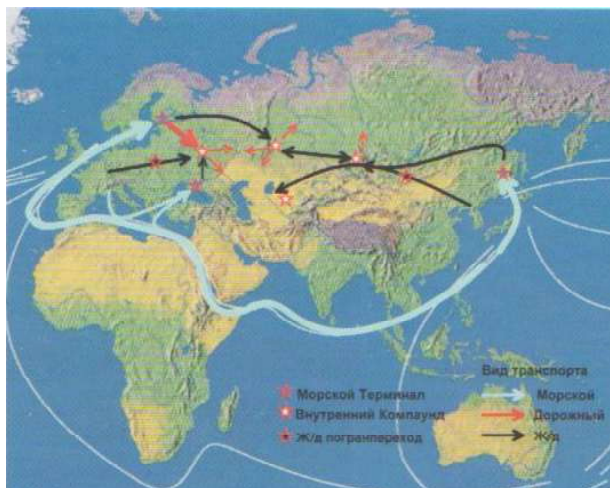 Вид транспорта
Морской Терминал
Морской
Внутренний Компаунд
Дорожный
Ж/д погранпереход
Ж/д